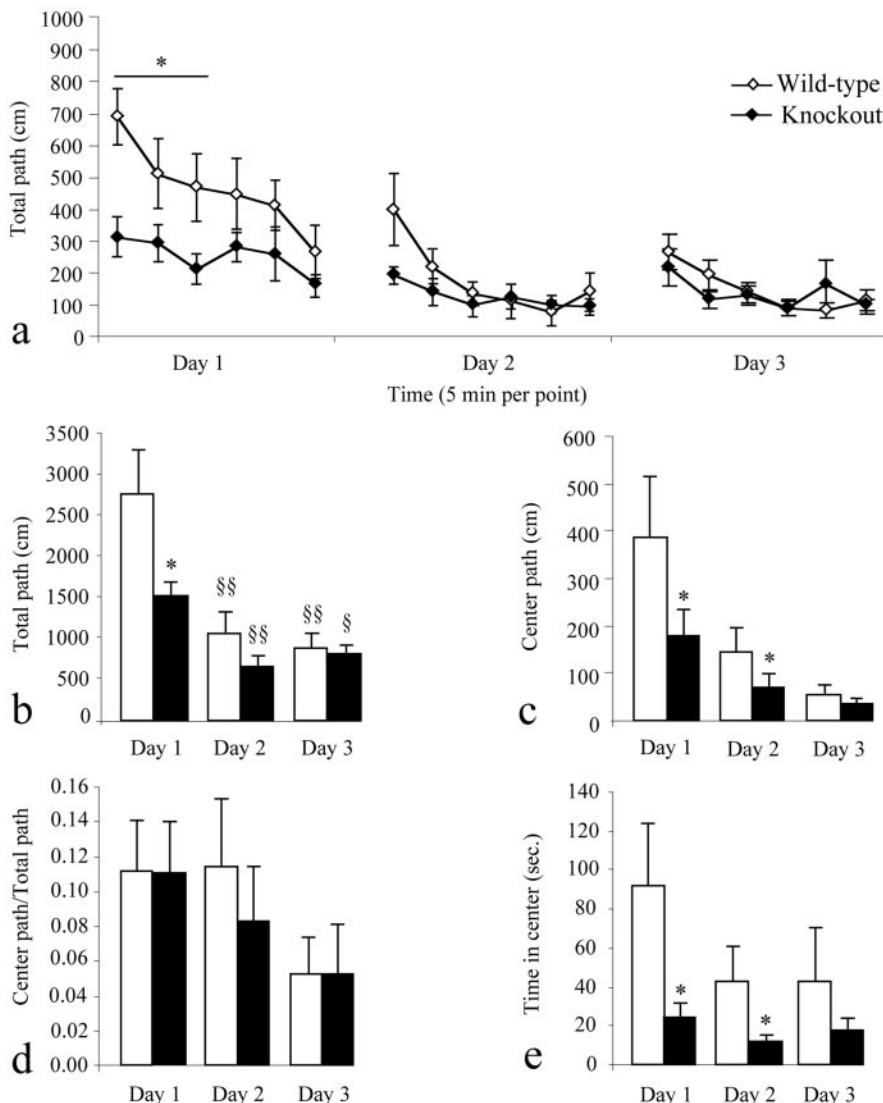 1000
900
800
700
600
500
400
300
200
100
0
Total path (cm)
*
Wild-type
Knockout
a
Day 1 Day 2 Day 3
Time (5 min per point)
3500
3000
2500
2000
1500
1000
500
0
Total path (cm)
*
§§
§§
§§
§
b
Day 1 Day 2 Day 3
600
500
400
300
200
100
0
Center path (cm)
*
*
c
Day 1 Day 2 Day 3
0.16
0.14
0.12
0.10
0.08
0.06
0.04
0.02
0.00
Center path/Total path
d
Day 1 Day 2 Day 3
140
120
100
80
60
40
20
0
Time in center (sec.)
*
*
e
Day 1 Day 2 Day 3